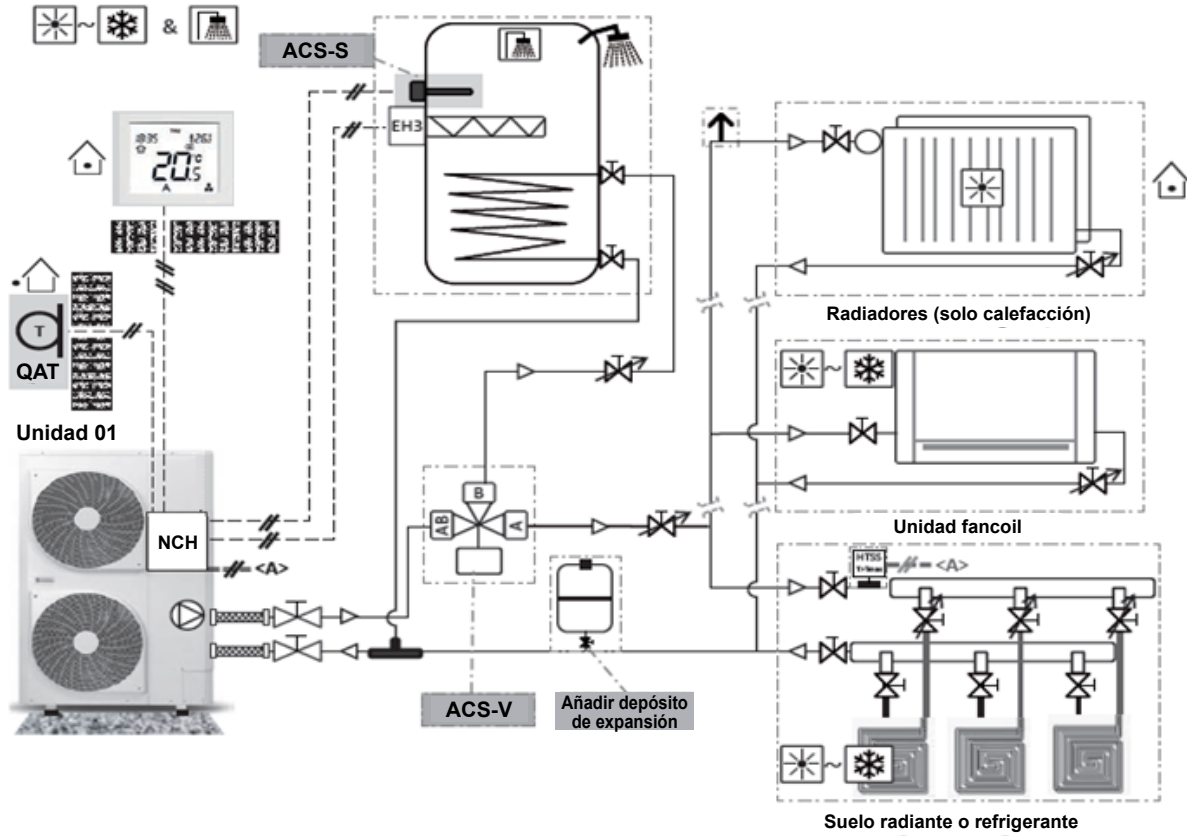 &
ACS-S
EH3
20.5 °C
A
T
QAT
Unidad 01
NCH
<A>
AB
B
A
ACS-V
Añadir depósito
de expansión
Radiadores (solo calefacción)
Unidad fancoil
HTSS
<A>
Suelo radiante o refrigerante